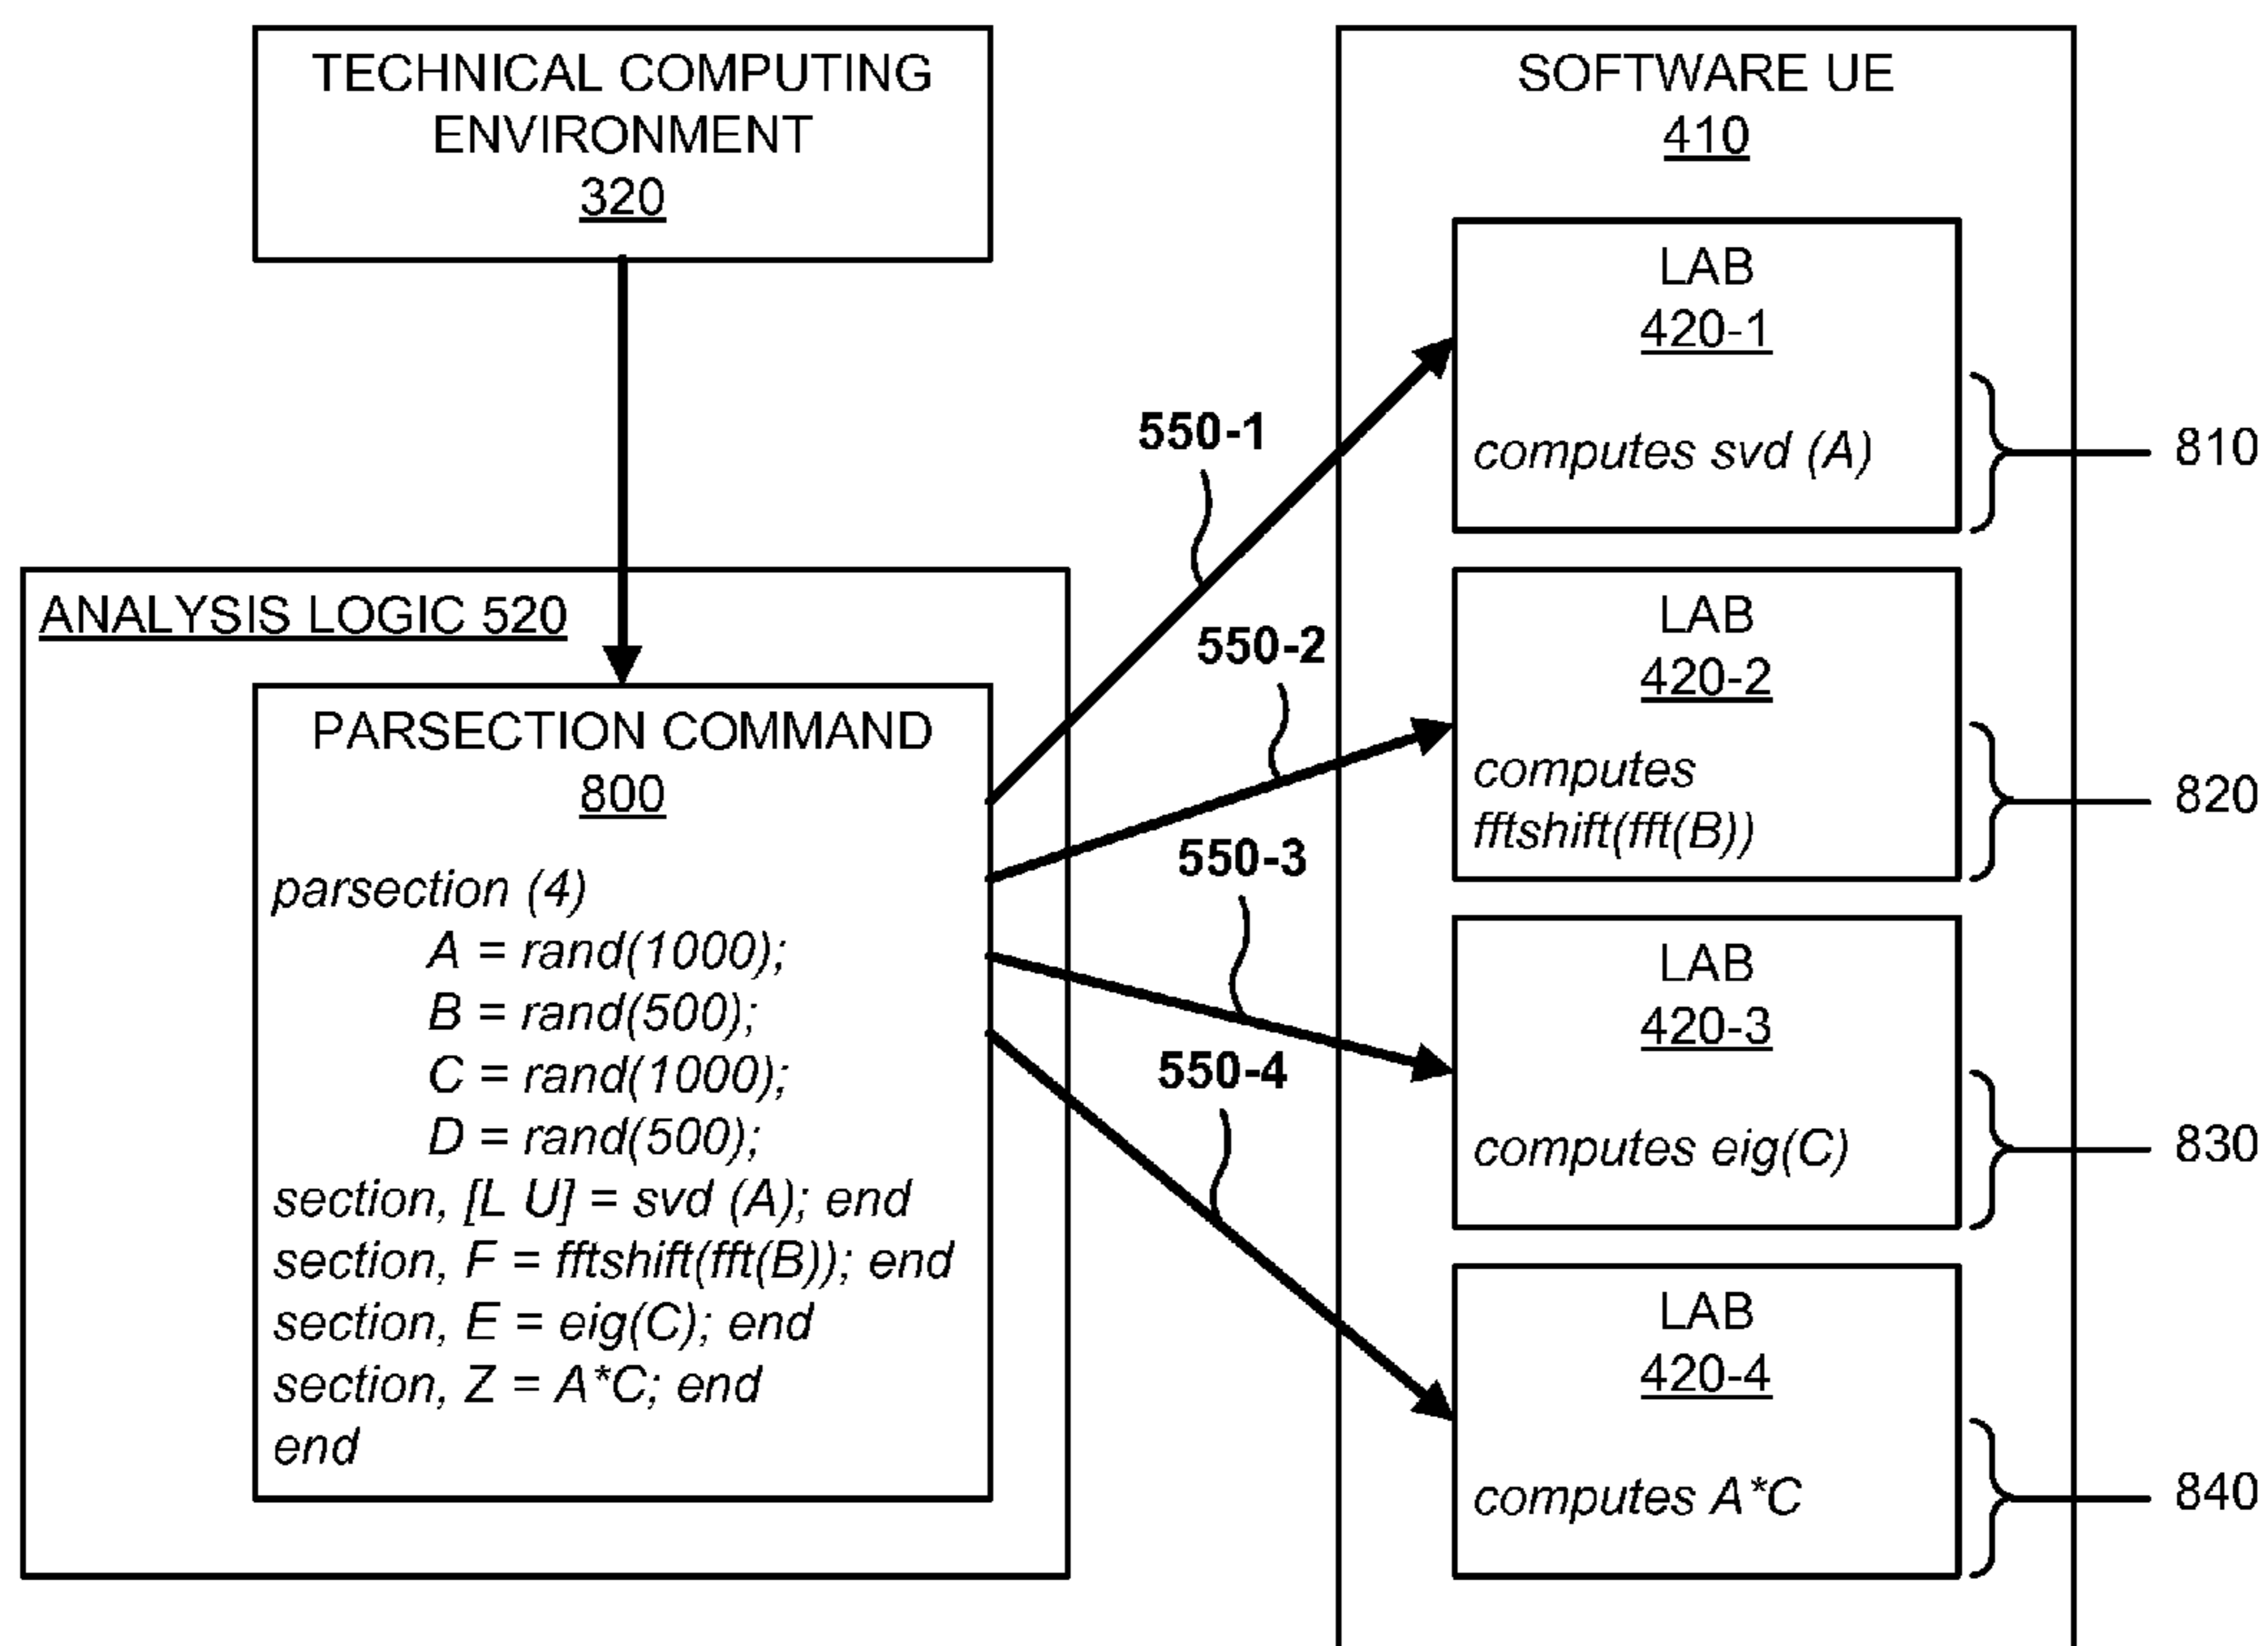 TECHNICAL COMPUTING
ENVIRONMENT
320
ANALYSIS LOGIC 520
PARSECTION COMMAND
800
parsection (4)
A = rand(1000);
B = rand(500);
C = rand(1000);
D = rand(500);
section, [L U] = svd (A); end
section, F = fftshift(fft(B)); end
section, E = eig(C); end
section, Z = A*C; end
end
550-1
550-2
550-3
550-4
SOFTWARE UE
410
LAB
420-1
computes svd (A)
810
LAB
420-2
computes
fftshift(fft(B))
820
LAB
420-3
computes eig(C)
830
LAB
420-4
computes A*C
840